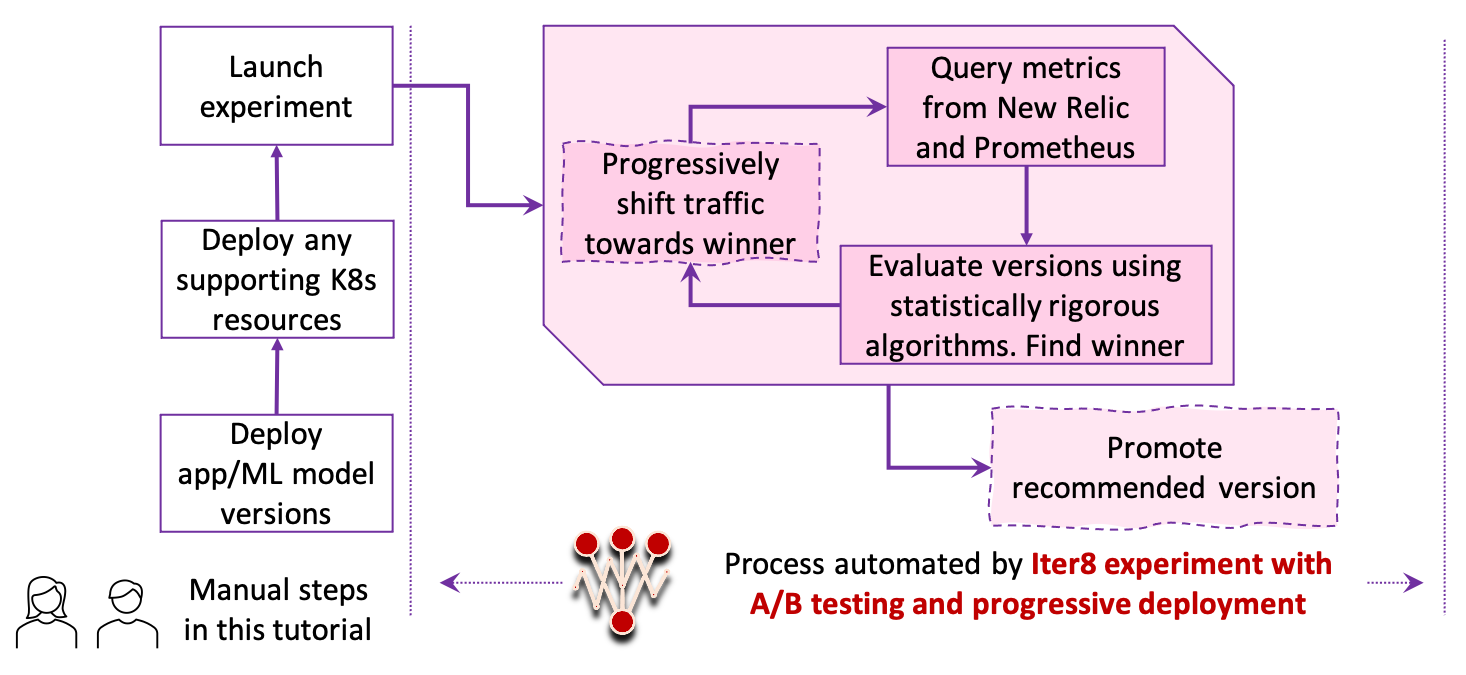 Launch
experiment
Deploy any
supporting K8s
resources
Deploy
app/ML model
versions
Manual steps
in this tutorial
Query metrics
from New Relic
and Prometheus
Progressively
shift traffic
towards winner
Evaluate versions using
statistically rigorous
algorithms. Find winner
Promote
recommended version
Process automated by Iter8 experiment with
A/B testing and progressive deployment